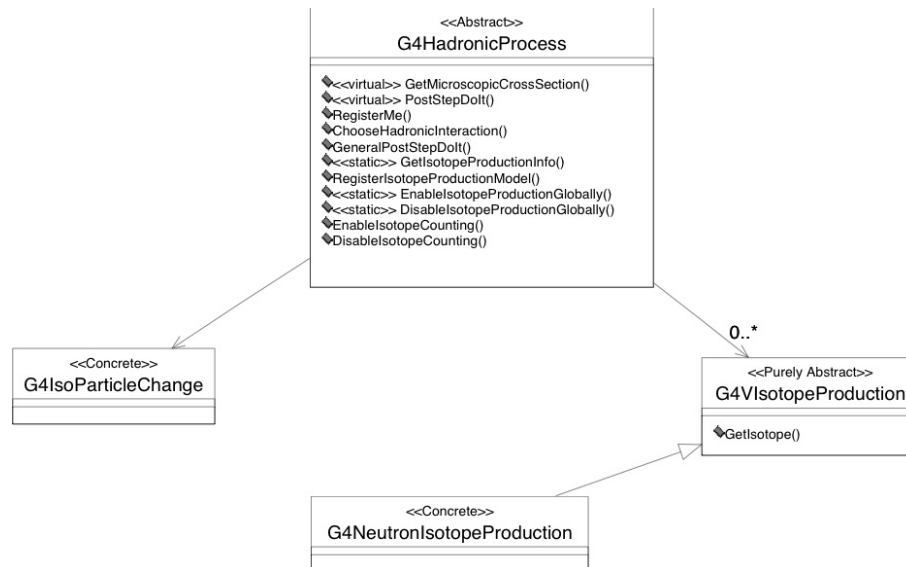 <<Abstract>>
G4HadronicProcess
<<virtual>> GetMicroscopicCrossSection()
<<virtual>> PostStepDoIt()
RegisterMe()
ChooseHadronicInteraction()
GeneralPostStepDoIt()
<<static>> GetIsotopeProductionInfo()
RegisterIsotopeProductionModel()
<<static>> EnableIsotopeProductionGlobally()
<<static>> DisableIsotopeProductionGlobally()
EnableIsotopeCounting()
DisableIsotopeCounting()
0..*
<<Concrete>>
G4IsoParticleChange
<<Purely Abstract>>
G4VIsotopeProduction
GetIsotope()
<<Concrete>>
G4NeutronIsotopeProduction